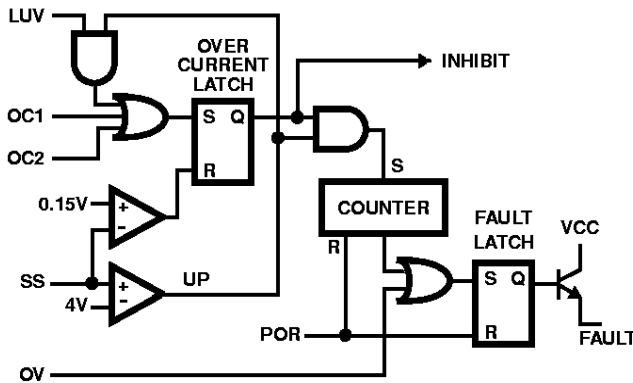 LUV
OVER
CURRENT
LATCH
INHIBIT
OC1
S Q
OC2
R
S
0.15V
+
-
COUNTER
FAULT
LATCH
VCC
R
SS
UP
+
-
4V
S Q
POR
R
FAULT
OV